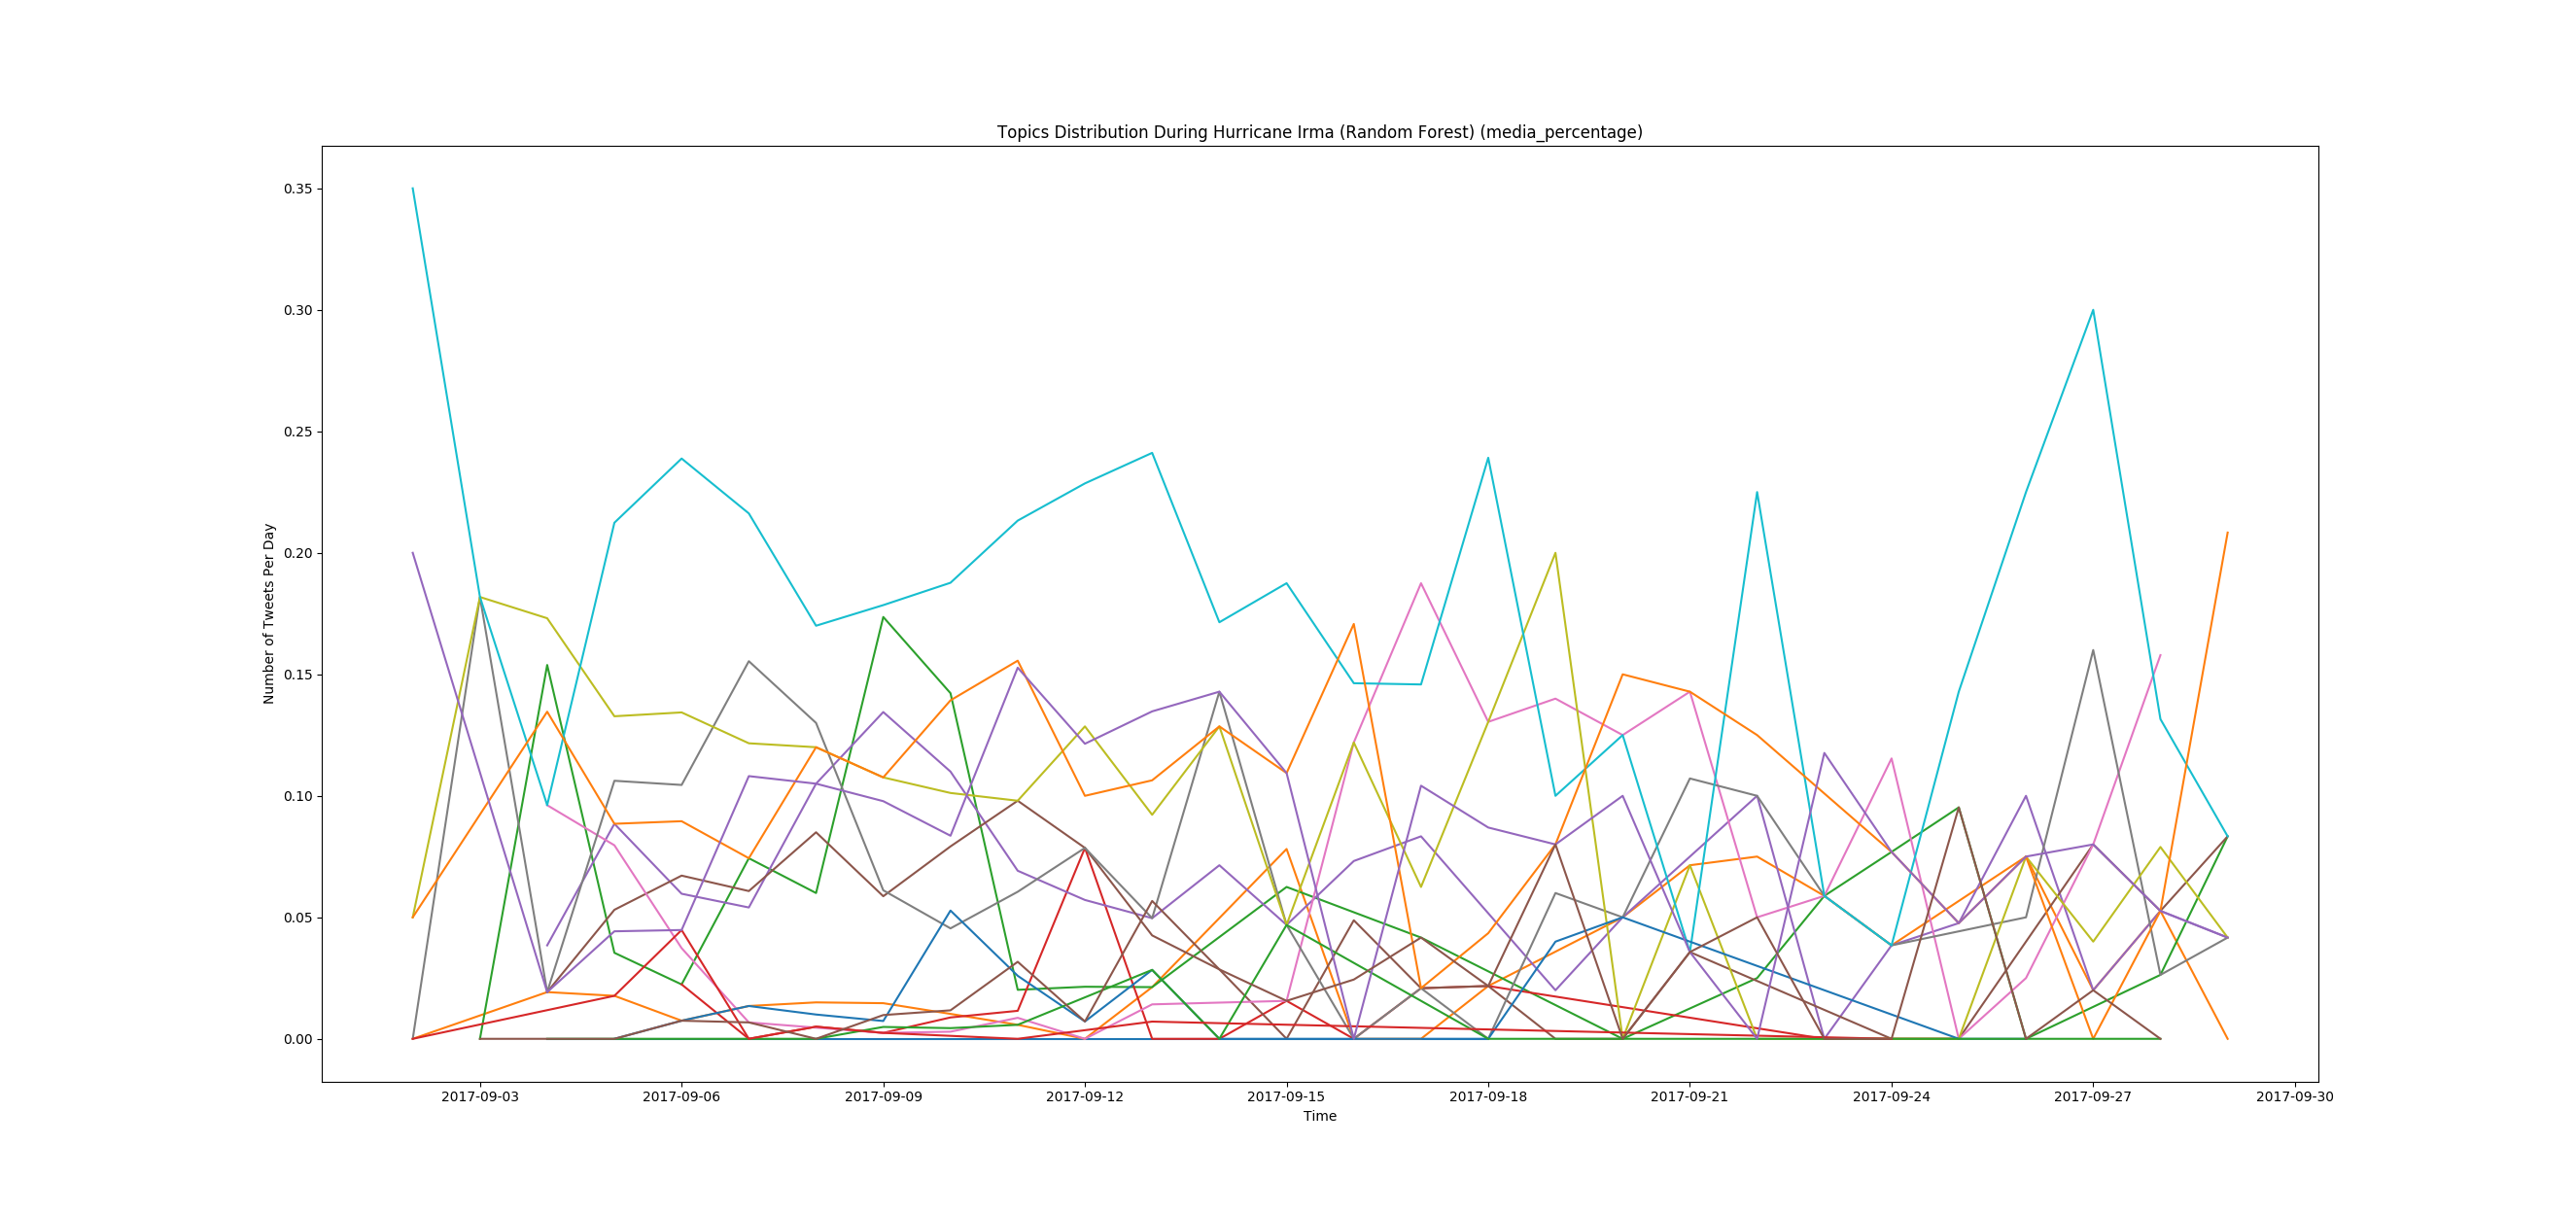 Topics Distribution During Hurricane Irma (Random Forest) (media_percentage)
0.35
0.30
0.25
0.20
0.15
0.10
0.05
0.00
Number of Tweets Per Day
2017-09-03 2017-09-06 2017-09-09 2017-09-12 2017-09-15 2017-09-18 2017-09-21 2017-09-24 2017-09-27 2017-09-30
Time